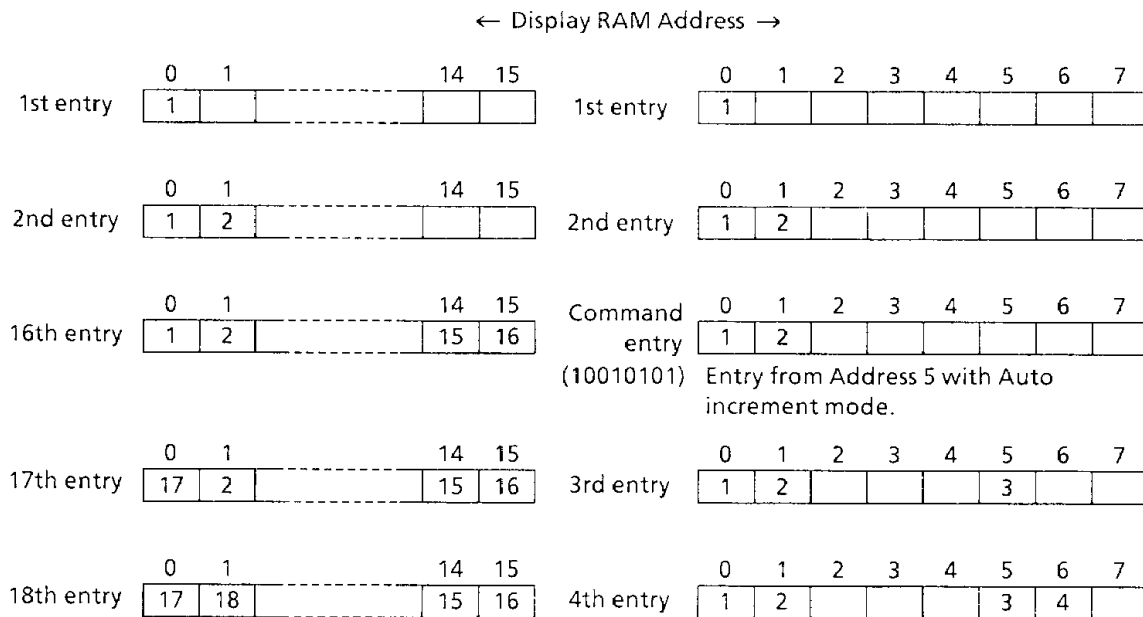 ← Display RAM Address →
0 1 14 15
1st entry 1
0 1 2 3 4 5 6 7
1st entry 1
0 1 14 15
2nd entry 1 2
0 1 2 3 4 5 6 7
2nd entry 1 2
0 1 14 15
16th entry 1 2 15 16
0 1 2 3 4 5 6 7
Command
entry 1 2
(10010101) Entry from Address 5 with Auto
increment mode.
0 1 14 15
17th entry 17 2 15 16
0 1 2 3 4 5 6 7
3rd entry 1 2 3
0 1 14 15
18th entry 17 18 15 16
0 1 2 3 4 5 6 7
4th entry 1 2 3 4